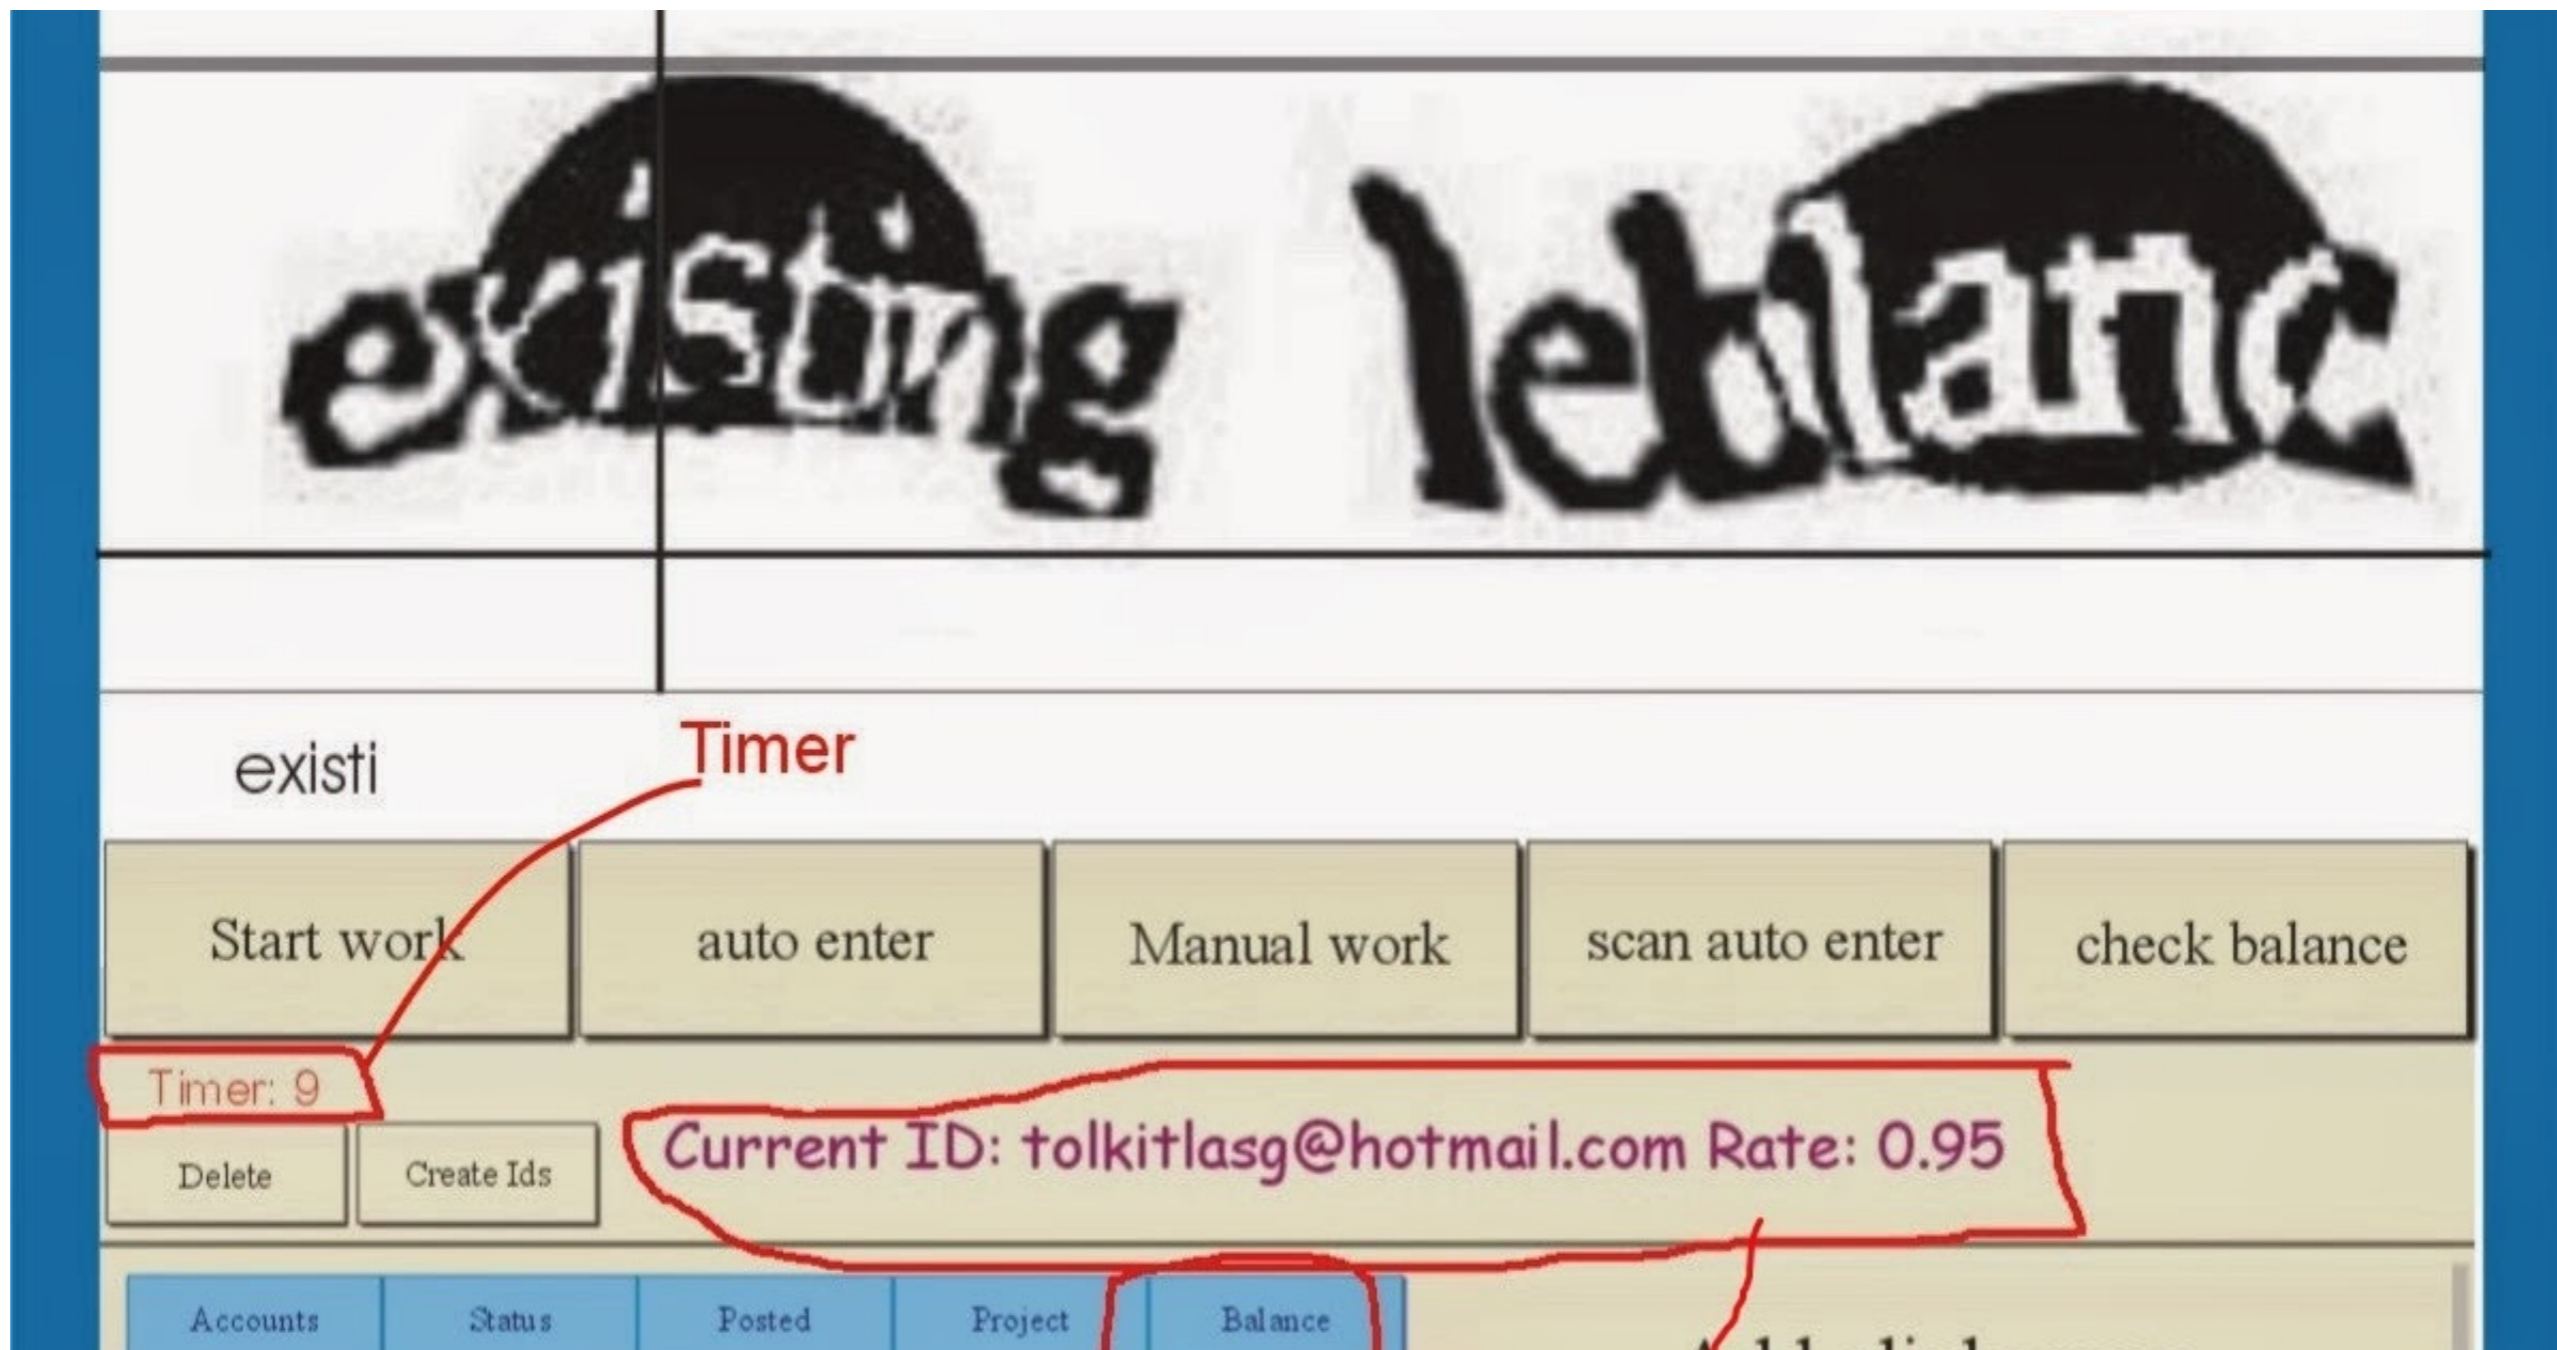 existing leblanc
existi
Timer
Start work auto enter Manual work scan auto enter check balance
Timer: 9
Current ID: tolkitlasg@hotmail.com Rate: 0.95
Delete Create Ids
Accounts Status Posted Project Balance